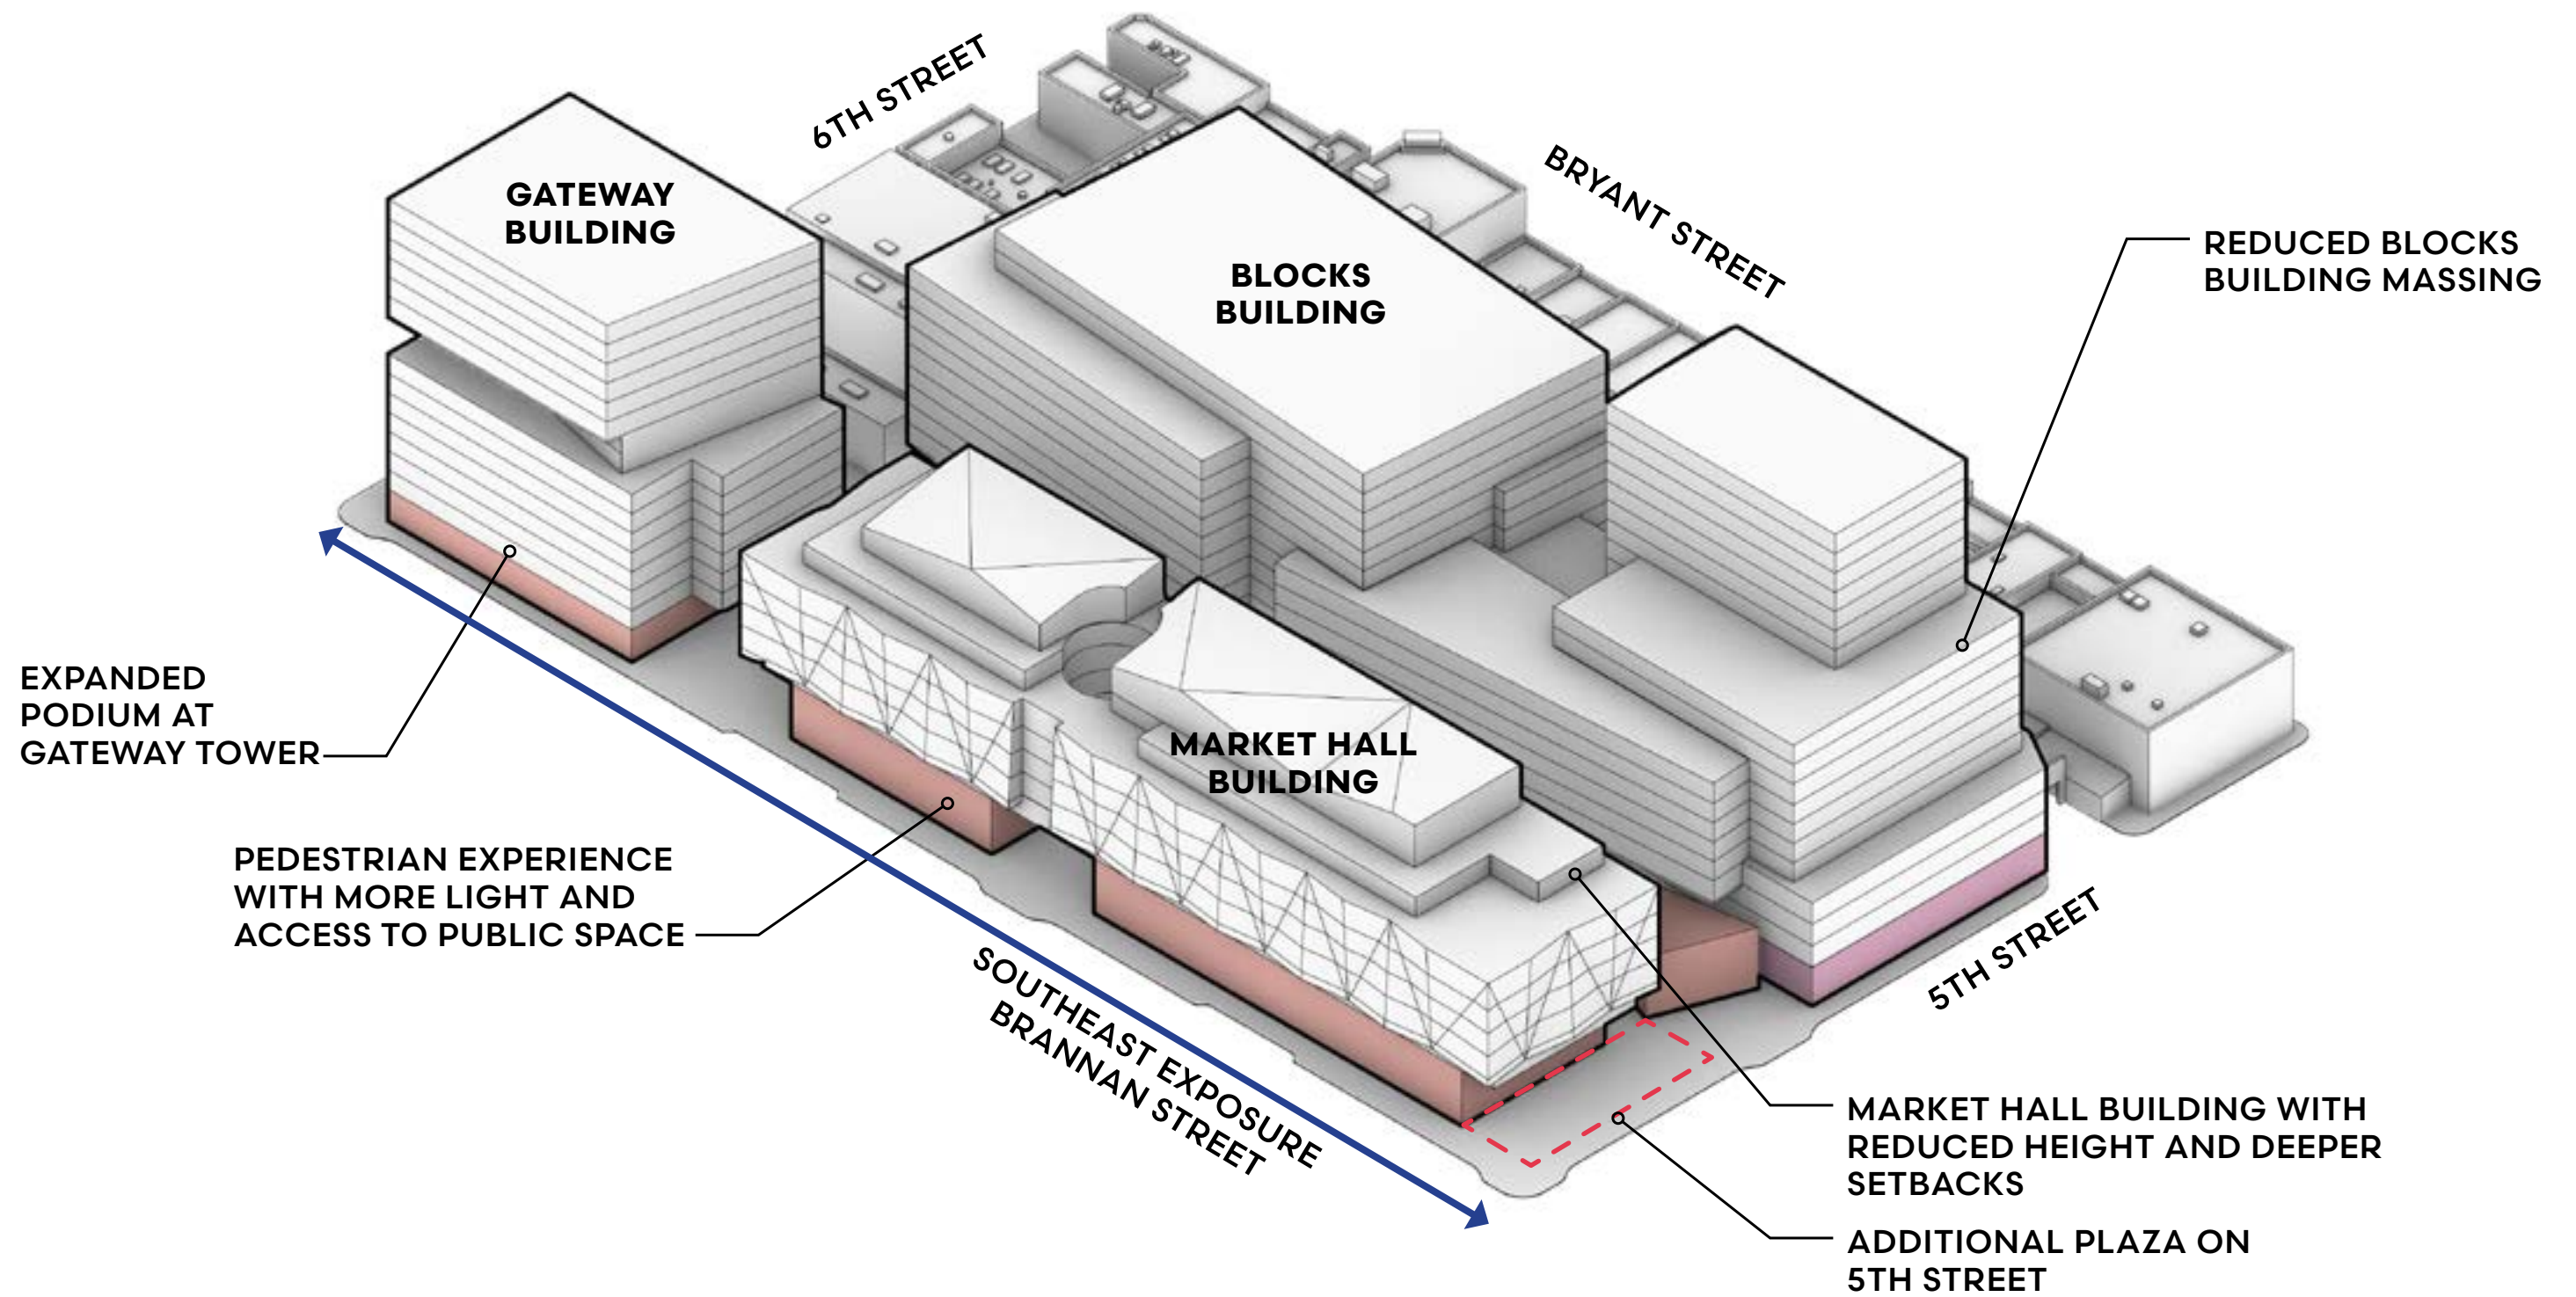 6TH STREET
GATEWAY
BUILDING
BRYANT STREET
BLOCKS
BUILDING
REDUCED BLOCKS
BUILDING MASSING
EXPANDED
PODIUM AT
GATEWAY TOWER
MARKET HALL
BUILDING
PEDESTRIAN EXPERIENCE
WITH MORE LIGHT AND
ACCESS TO PUBLIC SPACE
5TH STREET
SOUTHEAST EXPOSURE
BRANNAN STREET
MARKET HALL BUILDING WITH
REDUCED HEIGHT AND DEEPER
SETBACKS
ADDITIONAL PLAZA ON
5TH STREET